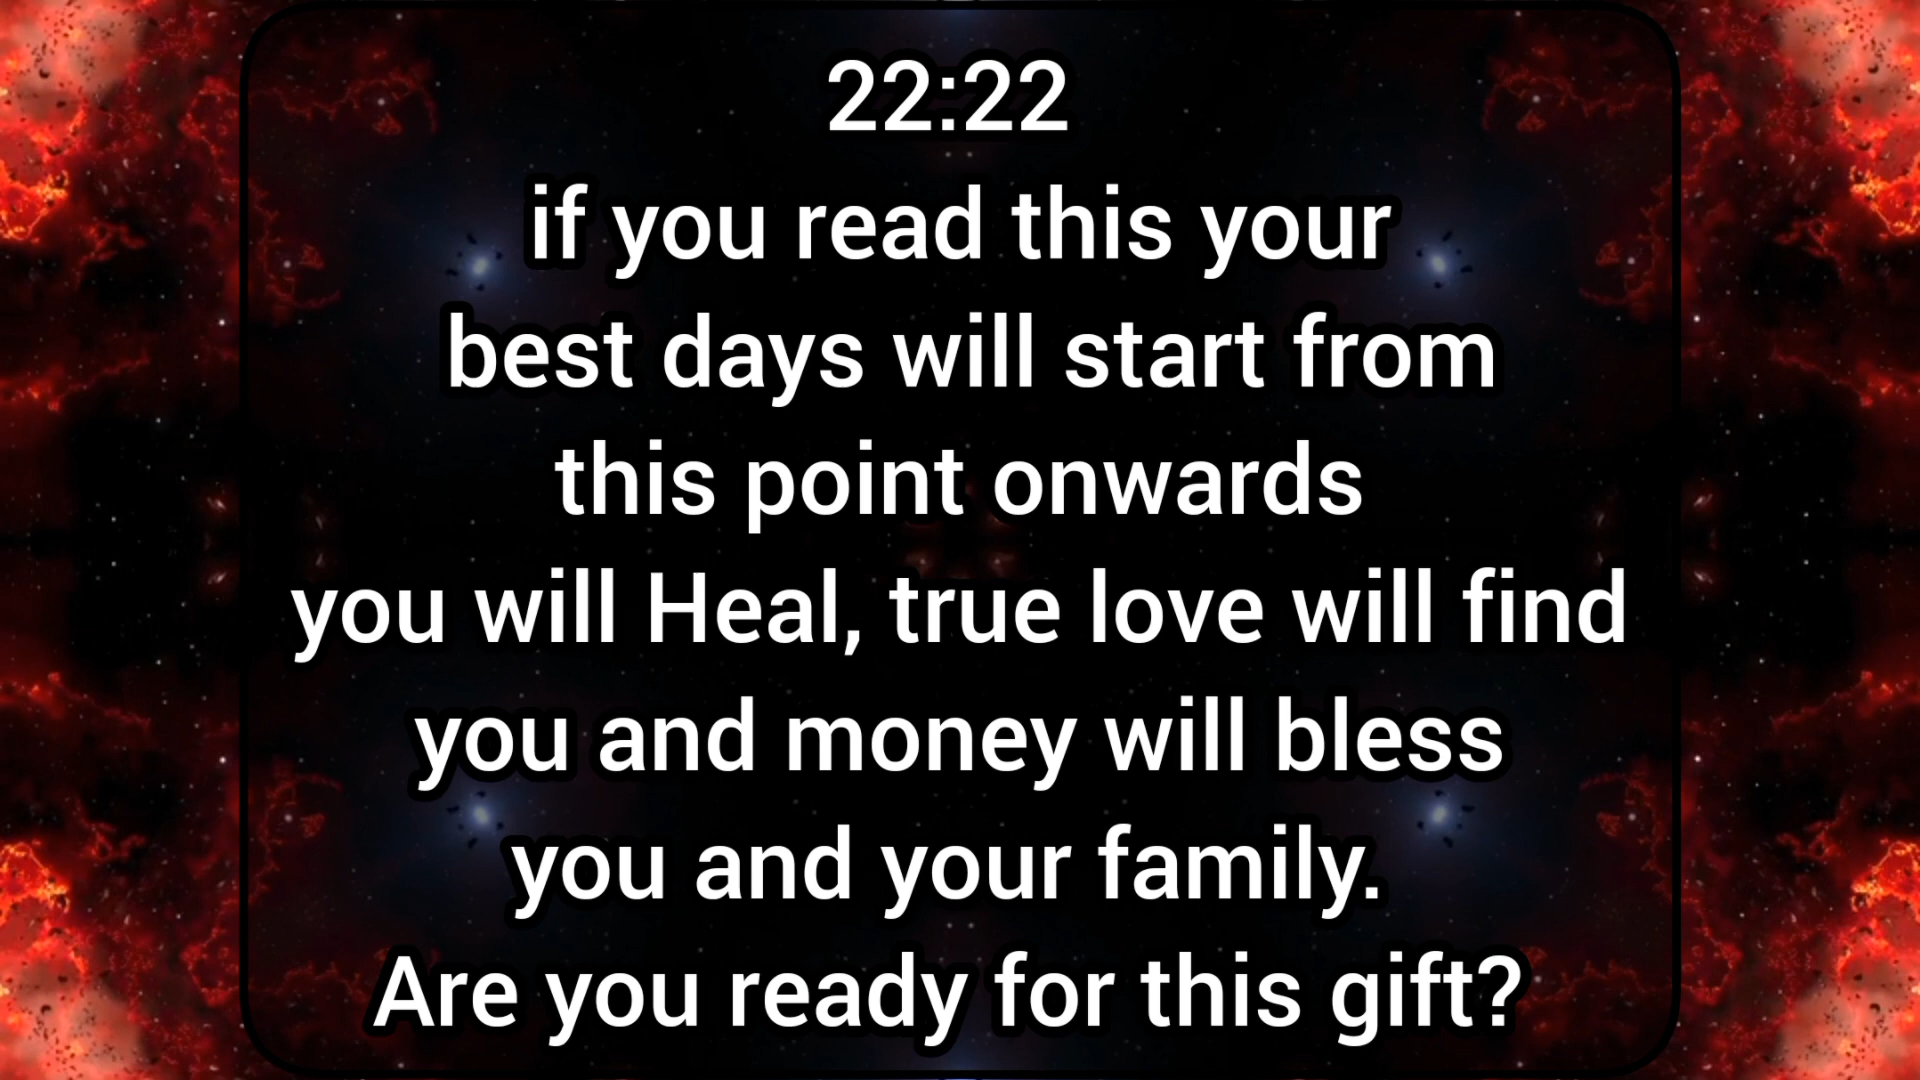 22:22
if you read this your
best days will start from
this point onwards
you will Heal, true love will find
you and money will bless
you and your family.
Are you ready for this gift?